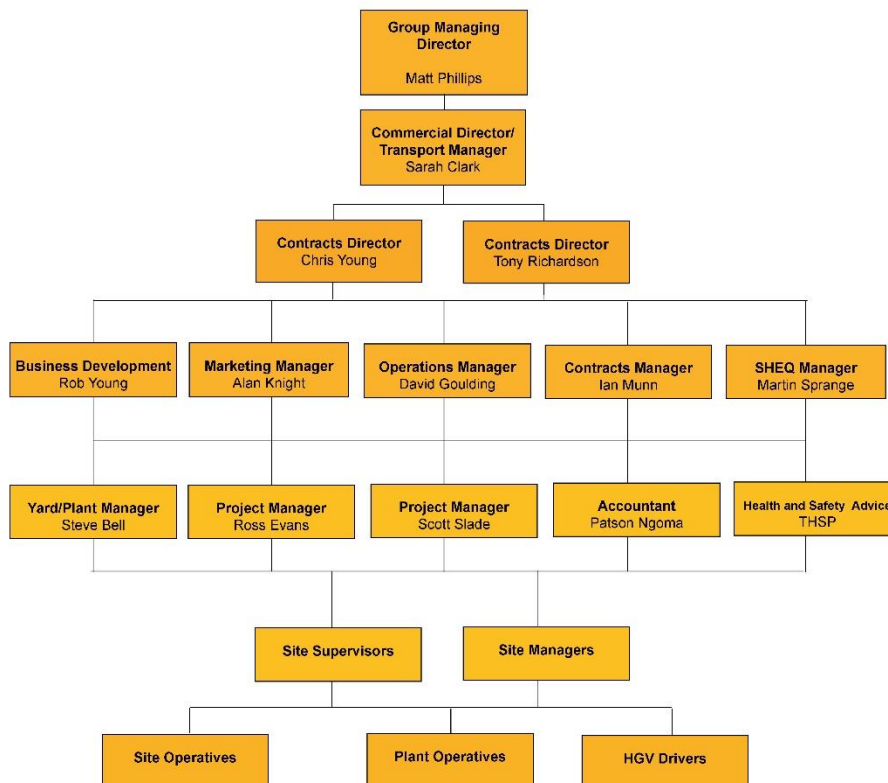 Group Managing
Director
Matt Phillips
Commercial Director/
Transport Manager
Sarah Clark
Contracts Director
Chris Young
Contracts Director
Tony Richardson
Business Development
Rob Young
Marketing Manager
Alan Knight
Operations Manager
David Goulding
Contracts Manager
Ian Munn
SHEQ Manager
Martin Sprange
Yard/Plant Manager
Steve Bell
Project Manager
Ross Evans
Project Manager
Scott Slade
Accountant
Patson Ngoma
Health and Safety Advice
THSP
Site Supervisors
Site Managers
Site Operatives
Plant Operatives
HGV Drivers